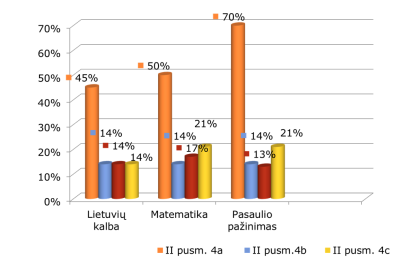 70%
60%
50%
40%
30%
20%
10%
0%
45%
14%
14%
14%
50%
14%
17%
21%
70%
14%
13%
21%
Lietuvių
kalba
Matematika
Pasaulio
pažinimas
II pusm. 4a
II pusm.4b
II pusm. 4c